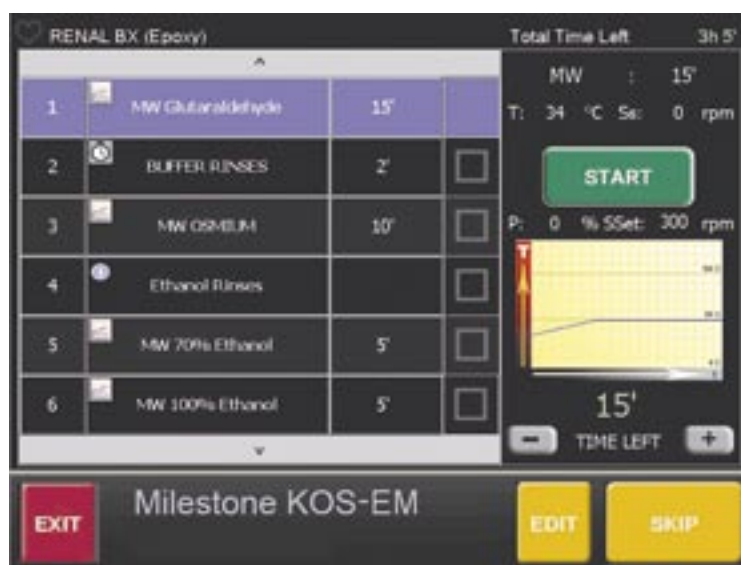 RENAL BX (Epoxy) Total Time Left 3h 5'
MW : 15'
1 MW Glutaraldehyde 15'
T: 34 °C Ss: 0 rpm
2 BUFFER RINSES 2'
START
3 MW OSMIUM 10'
P: 0 % SSet: 300 rpm
T
4 Ethanol Rinses
5 MW 70% Ethanol 5'
6 MW 100% Ethanol 5'
15'
- TIME LEFT +
EXIT Milestone KOS-EM EDIT SKIP